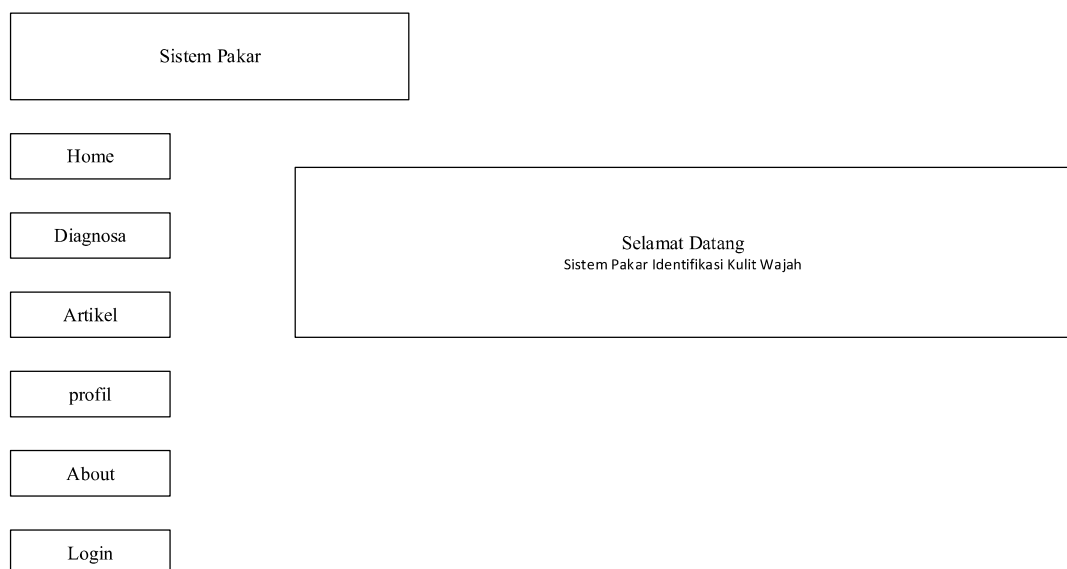 Sistem Pakar
Home
Diagnosa
Artikel
profil
About
Login
Selamat Datang
Sistem Pakar Identifikasi Kulit Wajah